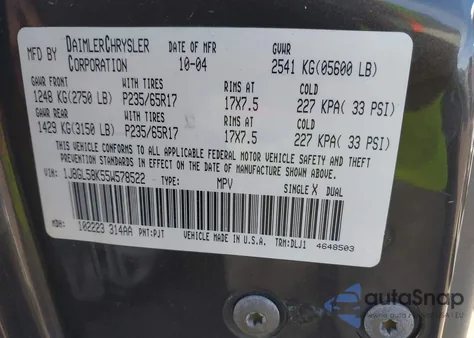 MFD BY DAIMLERCHRYSLER CORPORATION DATE OF MFR 10-04 GVWR 2541 KG(05600 LB)
GAWR FRONT WITH TIRES RIMS AT COLD
1248 KG(2750 LB) P235/65R17 17X7.5 227 KPA( 33 PSI)
GAWR REAR WITH TIRES RIMS AT COLD
1429 KG(3150 LB) P235/65R17 17X7.5 227 KPA( 33 PSI)
THIS VEHICLE CONFORMS TO ALL APPLICABLE FEDERAL MOTOR VEHICLE SAFETY AND THEFT
PREVENTION STANDARDS IN EFFECT ON THE DATE OF MANUFACTURE SHOWN ABOVE.
VIN: 1J8GL58K55W578522 TYPE: MPV SINGLE X DUAL
MDH: 102223 314AA PNT:PJT VEHICLE MADE IN U.S.A. TRM:DLJ1 4648503
autoSnap